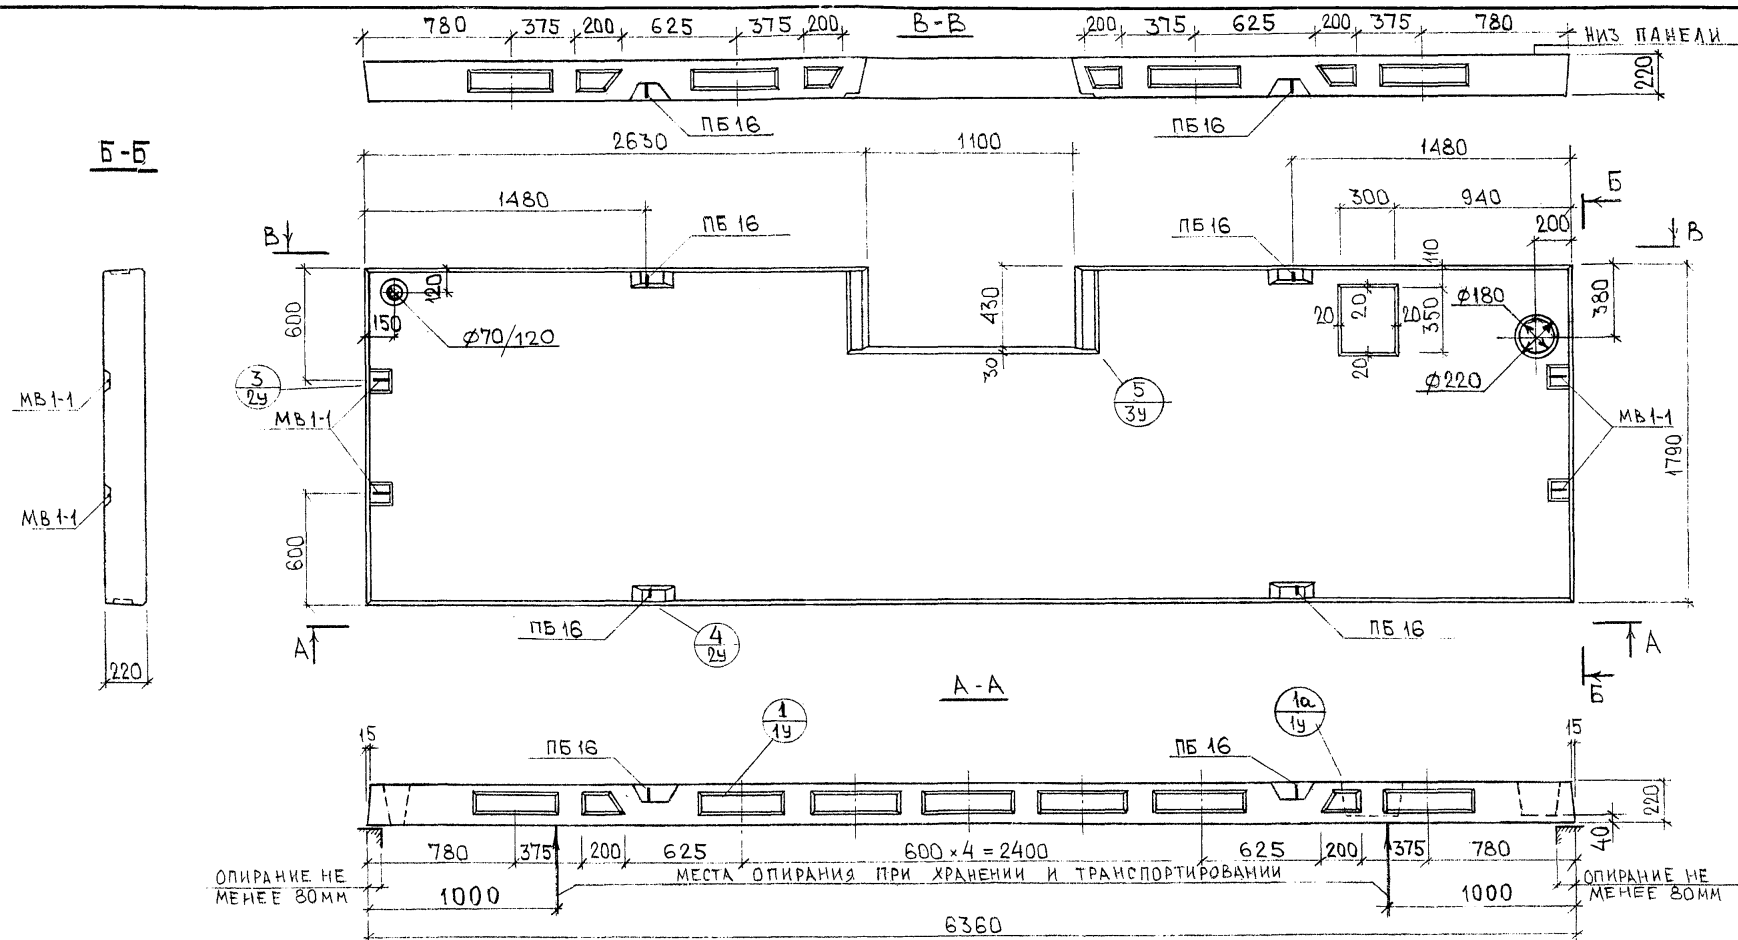 780 375 200 625 375 200 В-В 200 375 625 200 375 780
НИЗ ПАНЕЛИ
220
ПБ16 ПБ16
Б-Б
2630 1100 1480
1480 300 940 Б
ПБ 16 ПБ 16 200
В В
110
600 120 430 20 350 Ф180 380
150 20 20
Ф70/120
30 20 Ф220
3
2У
5
3У
МВ1-1 МВ1-1 МВ1-1
1790
МВ1-1
600
ПБ 16 ПБ 16
4
2У
А А
220
Б
А-А
1
1У
1а
1У
15 ПБ 16 ПБ 16 15
220
40
780 375 200 625 600×4=2400 625 200 375 780
МЕСТА ОПИРАНИЯ ПРИ ХРАНЕНИИ И ТРАНСПОРТИРОВАНИИ
ОПИРАНИЕ НЕ
МЕНЕЕ 80ММ
ОПИРАНИЕ НЕ
МЕНЕЕ 80ММ
1000 1000
6360